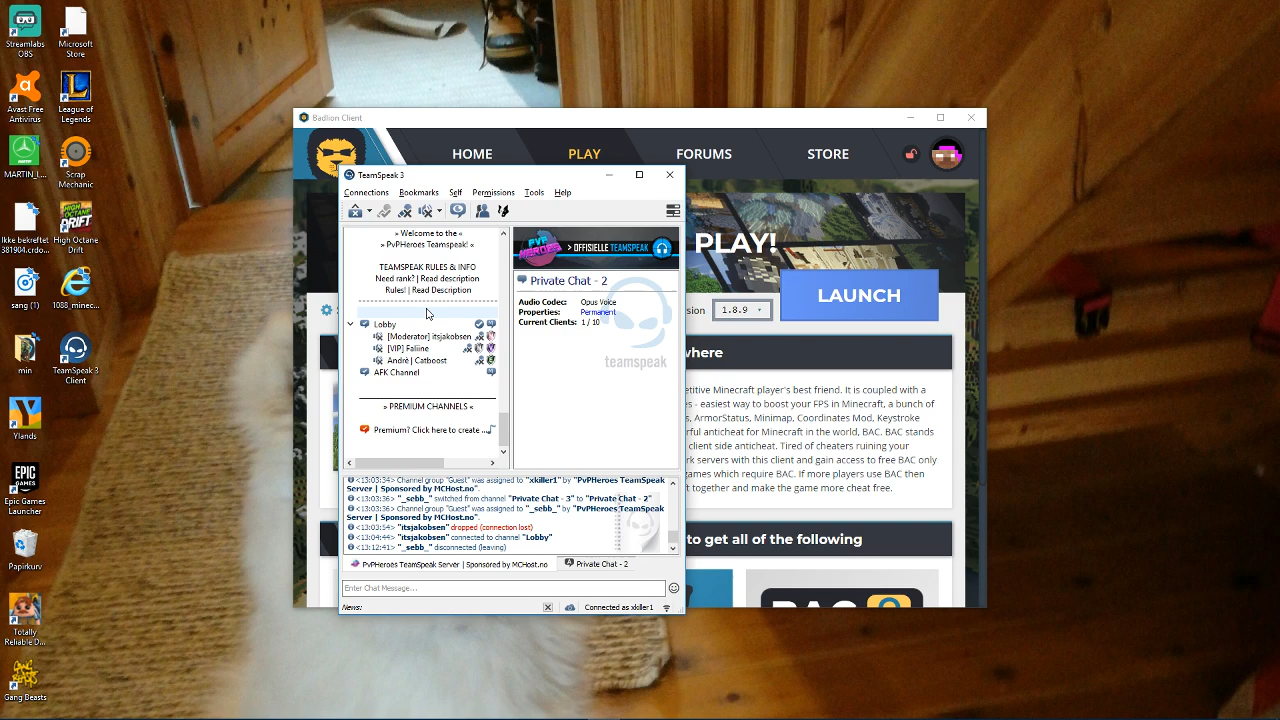 Streamlabs
OBS
Microsoft
Store
Avast Free
Antivirus
League of
Legends
MARTIN_L...
Scrap
Mechanic
Ikke bekreftet
381904.crdo...
High Octane
Drift
sang (1)
1088_minec...
min
TeamSpeak 3
Client
Ylands
Epic Games
Launcher
Papirkurv
Totally
Reliable D...
Gang Beasts
Badlion Client
HOME
PLAY
FORUMS
STORE
PLAY!
LAUNCH
sion
1.8.9
where
etitive Minecraft player's best friend. It is coupled with a
- easiest way to boost your FPS in Minecraft, a bunch of
s, ArmorStatus, Minimap, Coordinates Mod, Keystroke
erful anticheat for Minecraft in the world, BAC. BAC stands
client side anticheat. Tired of cheaters ruining your
rk servers with this client and gain access to free BAC only
games which require BAC. If more players use BAC then
t together and make the game more cheat free.
to get all of the following
BAC
TeamSpeak 3
Connections Bookmarks Self Permissions Tools Help
» Welcome to the «
» PvPHeroes Teamspeak! «
TEAMSPEAK RULES & INFO
Need rank? | Read description
Rules! | Read Description
Lobby
[Moderator] itsjakobsen
[VIP] Faliine
André | Catboost
AFK Channel
» PREMIUM CHANNELS «
Premium? Click here to create ...
PVP HEROES > OFFISIELLE TEAMSPEAK
Private Chat - 2
Audio Codec: Opus Voice
Properties: Permanent
Current Clients: 1 / 10
teamspeak
<13:03:34> Channel group "Guest" was assigned to "xkiller1" by "PvPHeroes TeamSpeak
Server | Sponsored by MCHost.no".
<13:03:36> "_sebb_" switched from channel "Private Chat - 3" to "Private Chat - 2"
<13:03:36> Channel group "Guest" was assigned to "_sebb_" by "PvPHeroes TeamSpeak
Server | Sponsored by MCHost.no".
<13:03:54> "itsjakobsen" dropped (connection lost)
<13:04:44> "itsjakobsen" connected to channel "Lobby"
<13:12:41> "_sebb_" disconnected (leaving)
PvPHeroes TeamSpeak Server | Sponsored by MCHost.no
Private Chat - 2
Enter Chat Message...
News:
Connected as xkiller1